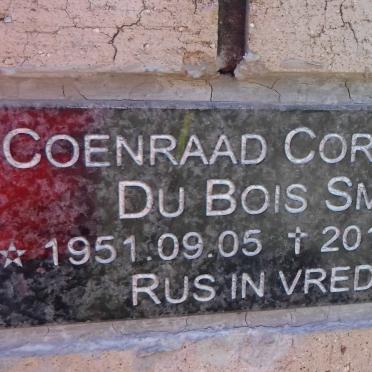 COENRAAD COR
DU BOIS SM
☆ 1951.09.05 † 201
RUS IN VRED